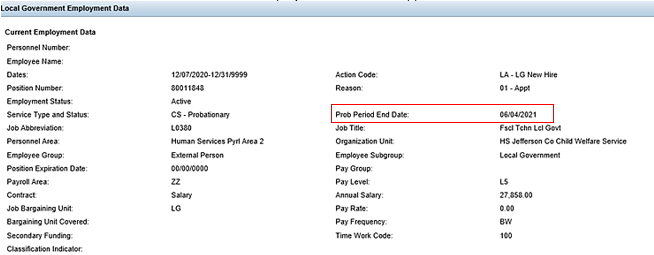 Local Government Employment Data
Current Employment Data
Personnel Number:
Employee Name:
Dates: 12/07/2020-12/31/9999 Action Code: LA - LG New Hire
Position Number: 80011848 Reason: 01 - Appt
Employment Status: Active
Service Type and Status: CS - Probationary Prob Period End Date: 06/04/2021
Job Abbreviation: L0380 Job Title: Fscl Tchn Lcl Govt
Personnel Area: Human Services Pyrl Area 2 Organization Unit: HS Jefferson Co Child Welfare Service
Employee Group: External Person Employee Subgroup: Local Government
Position Expiration Date: 00/00/0000 Pay Group:
Payroll Area: ZZ Pay Level: L5
Contract: Salary Annual Salary: 27,858.00
Job Bargaining Unit: LG Pay Rate: 0.00
Bargaining Unit Covered: Pay Frequency: BW
Secondary Funding: Time Work Code: 100
Classification Indicator: